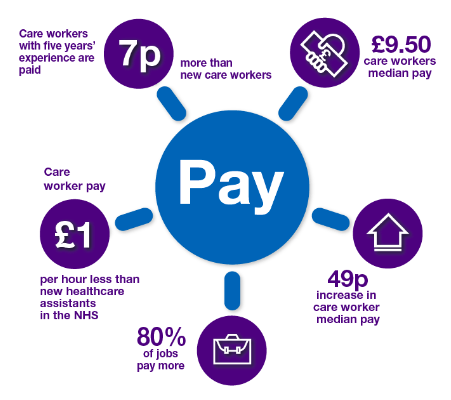 Care workers
with five years’
experience are
paid
7p
more than
new care workers
£
£9.50
care workers
median pay
Pay
Care
worker pay
£1
per hour less than
new healthcare
assistants
in the NHS
49p
increase in
care worker
median pay
80%
of jobs
pay more